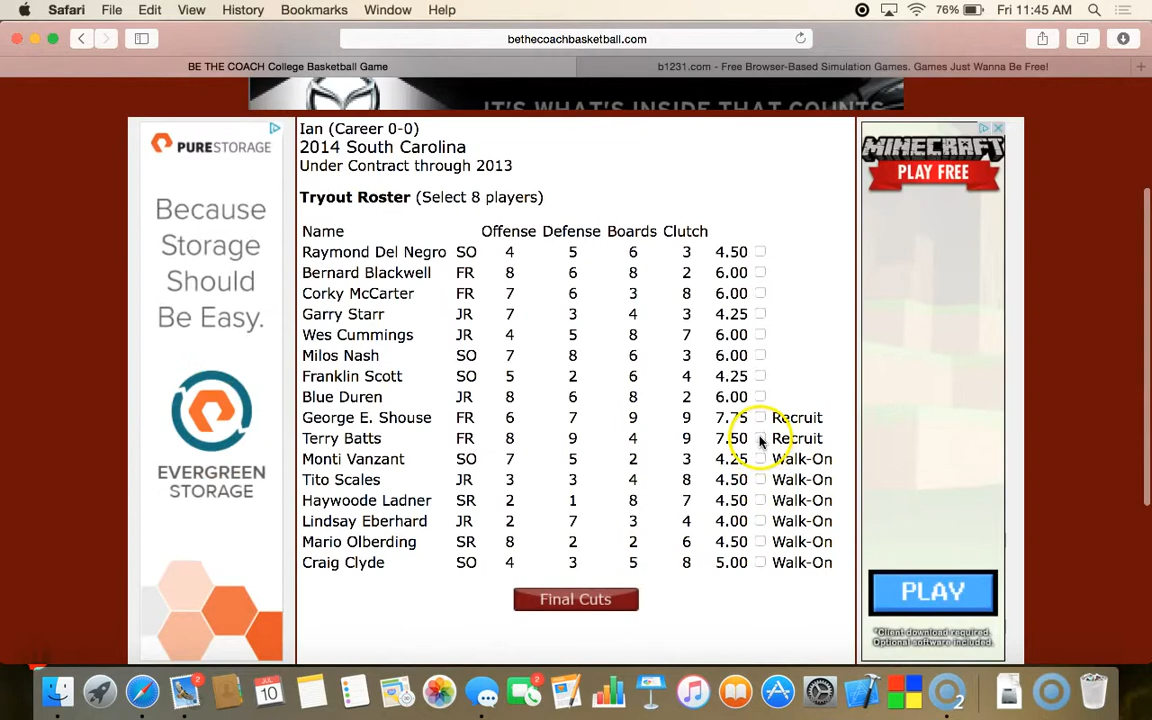 Safari File Edit View History Bookmarks Window Help 76% Fri 11:45 AM
bethecoachbasketball.com
BE THE COACH College Basketball Game b1231.com - Free Browser-Based Simulation Games. Games Just Wanna Be Free!
IT'S WHAT'S INSIDE THAT COUNTS
PURESTORAGE
Because
Storage
Should
Be Easy.
EVERGREEN
STORAGE
Ian (Career 0-0)
2014 South Carolina
Under Contract through 2013
Tryout Roster (Select 8 players)
Name Offense Defense Boards Clutch
Raymond Del Negro SO 4 5 6 3 4.50
Bernard Blackwell FR 8 6 8 2 6.00
Corky McCarter FR 7 6 3 8 6.00
Garry Starr JR 7 3 4 3 4.25
Wes Cummings JR 4 5 8 7 6.00
Milos Nash SO 7 8 6 3 6.00
Franklin Scott SO 5 2 6 4 4.25
Blue Duren JR 8 6 8 2 6.00
George E. Shouse FR 6 7 9 9 7.75 Recruit
Terry Batts FR 8 9 4 9 7.50 Recruit
Monti Vanzant SO 7 5 2 3 4.25 Walk-On
Tito Scales JR 3 3 4 8 4.50 Walk-On
Haywoode Ladner SR 2 1 8 7 4.50 Walk-On
Lindsay Eberhard JR 2 7 3 4 4.00 Walk-On
Mario Olberding SR 8 2 2 6 4.50 Walk-On
Craig Clyde SO 4 3 5 8 5.00 Walk-On
Final Cuts
MINECRAFT
PLAY FREE
PLAY
*Client download required.
Optional software included.
2
JUL
10
2
2